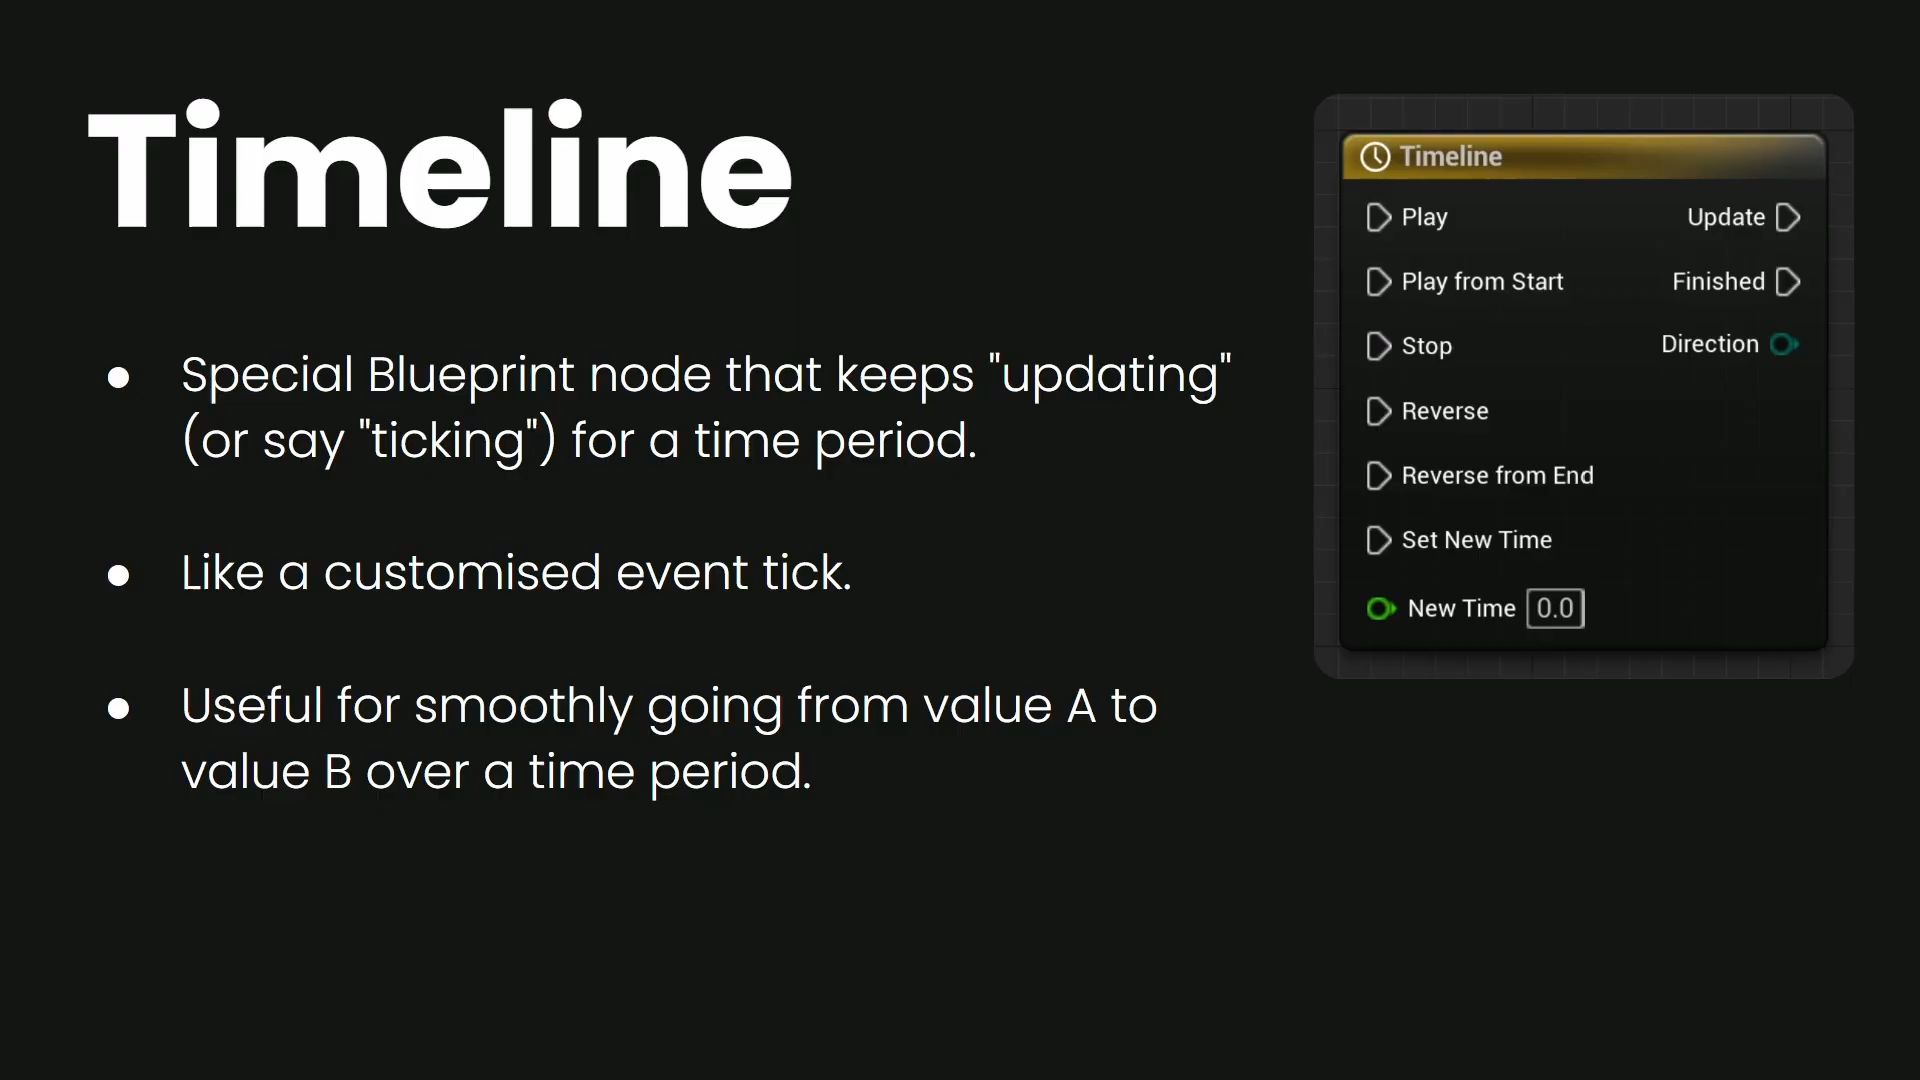 Timeline
● Special Blueprint node that keeps "updating"
(or say "ticking") for a time period.
● Like a customised event tick.
● Useful for smoothly going from value A to
value B over a time period.
Timeline
Play
Update
Play from Start
Finished
Stop
Direction
Reverse
Reverse from End
Set New Time
New Time 0.0